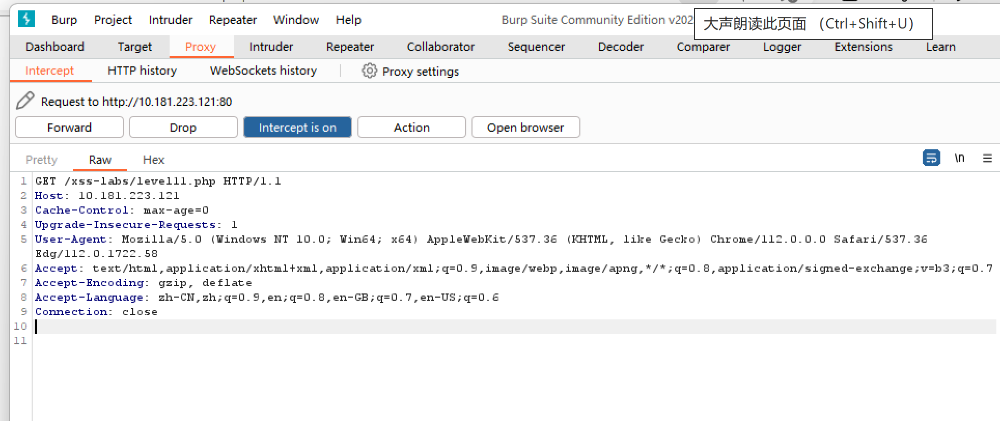 Burp Project Intruder Repeater Window Help Burp Suite Community Edition v202
大声朗读此页面 （Ctrl+Shift+U）
Dashboard Target Proxy Intruder Repeater Collaborator Sequencer Decoder Comparer Logger Extensions Learn
Intercept HTTP history WebSockets history Proxy settings
Request to http://10.181.223.121:80
Forward Drop Intercept is on Action Open browser
Pretty Raw Hex \n
1 GET /xss-labs/level11.php HTTP/1.1
2 Host: 10.181.223.121
3 Cache-Control: max-age=0
4 Upgrade-Insecure-Requests: 1
5 User-Agent: Mozilla/5.0 (Windows NT 10.0; Win64; x64) AppleWebKit/537.36 (KHTML, like Gecko) Chrome/112.0.0.0 Safari/537.36
Edg/112.0.1722.58
6 Accept: text/html,application/xhtml+xml,application/xml;q=0.9,image/webp,image/apng,*/*;q=0.8,application/signed-exchange;v=b3;q=0.7
7 Accept-Encoding: gzip, deflate
8 Accept-Language: zh-CN,zh;q=0.9,en;q=0.8,en-GB;q=0.7,en-US;q=0.6
9 Connection: close
10
11